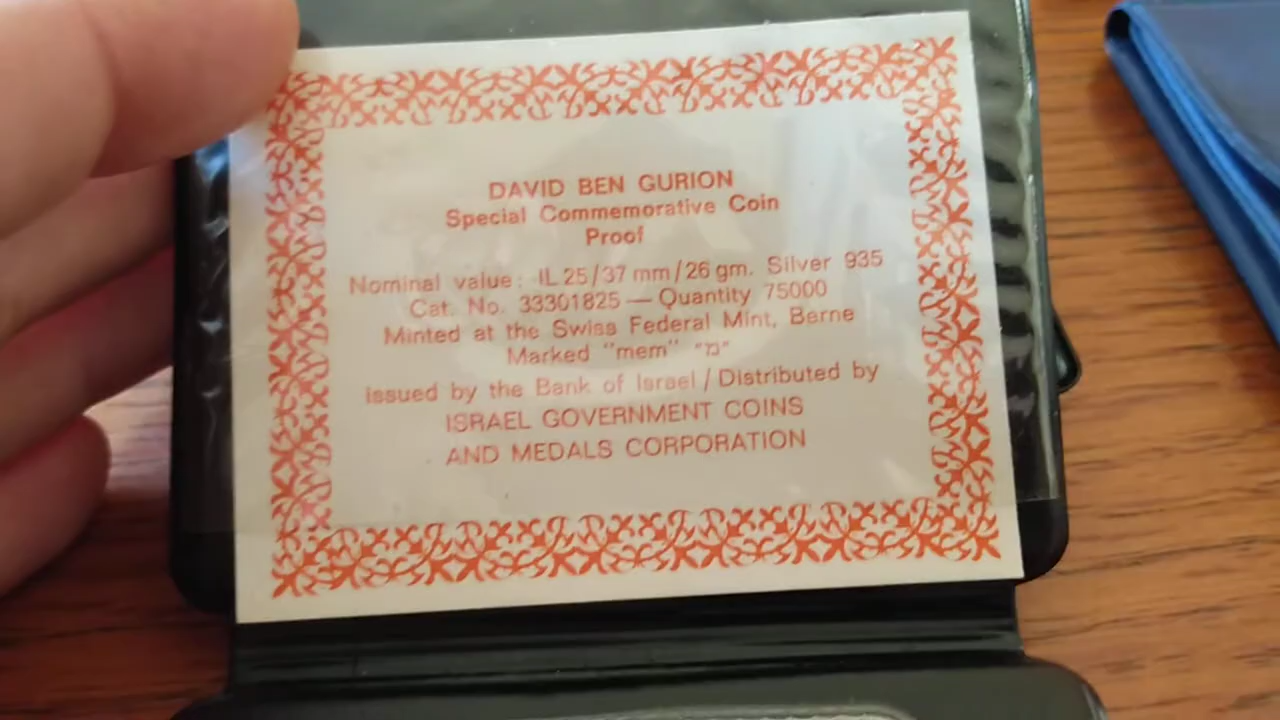 DAVID BEN GURION
Special Commemorative Coin
Proof
Nominal value: IL 25/37 mm/26 gm. Silver 935
Cat. No. 33301825 — Quantity 75000
Minted at the Swiss Federal Mint, Berne
Marked "mem" "מ"
issued by the Bank of Israel / Distributed by
ISRAEL GOVERNMENT COINS
AND MEDALS CORPORATION